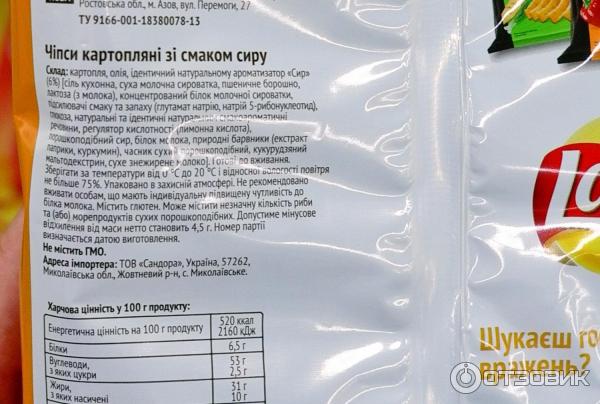 Ростовська обл., м. Азов, вул. Перемоги, 27
ТУ 9166-001-18380078-13
Чіпси картопляні зі смаком сиру
Склад: картопля, олія, ідентичний натуральному ароматизатор «Сир»
(6%) [сіль кухонна, суха молочна сироватка, пшеничне борошно,
лактоза (з молока), концентрований білок молочної сироватки,
підсилювачі смаку та запаху (глутамат натрію, натрій 5-рибонуклеотид),
глюкоза, натуральні та ідентичні натуральним смакоароматичні
речовини, регулятор кислотності (лимонна кислота),
порошкоподібний сир, білок молока, природні барвники (екстракт
паприки, куркумін), часник сухий порошкоподібний, кукурудзяний
мальтодекстрин, сухе знежирене молоко]. Готові до вживання.
Зберігати за температури від 0 °С до 20 °С і відносної вологості повітря
не більше 75%. Упаковано в захисній атмосфері. Не рекомендовано
вживати особам, що мають індивідуальну підвищену чутливість до
білка молока. Містить глютен. Може містити незначну кількість риби
та (або) морепродуктів сухих порошкоподібних. Допустиме мінусове
відхилення від маси нетто становить 4,5 г. Номер партії
визначається датою виготовлення.
Не містить ГМО.
Адреса імпортера: ТОВ «Сандора», Україна, 57262,
Миколаївська обл., Жовтневий р-н, с. Миколаївське.
Харчова цінність у 100 г продукту:
Енергетична цінність на 100 г продукту 520 ккал
2160 кДж
Білки 6,5 г
Вуглеводи, 53 г
з яких цукри 2,5 г
Жири, 31 г
з яких насичені 10 г
La
Шукаєш го
вражень?
ОТЗОВИК